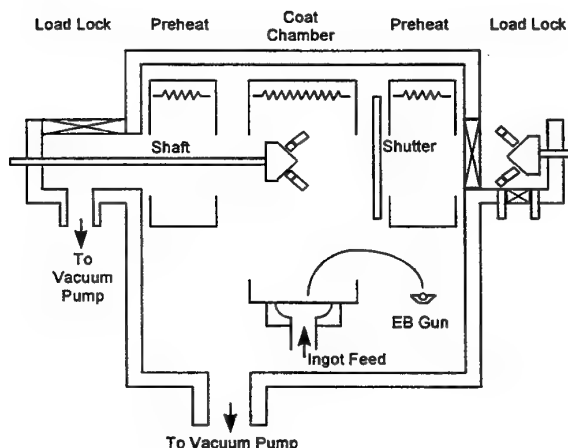 Load Lock
Preheat
Coat
Chamber
Preheat
Load Lock
Shaft
Shutter
To
Vacuum
Pump
EB Gun
Ingot Feed
To Vacuum Pump